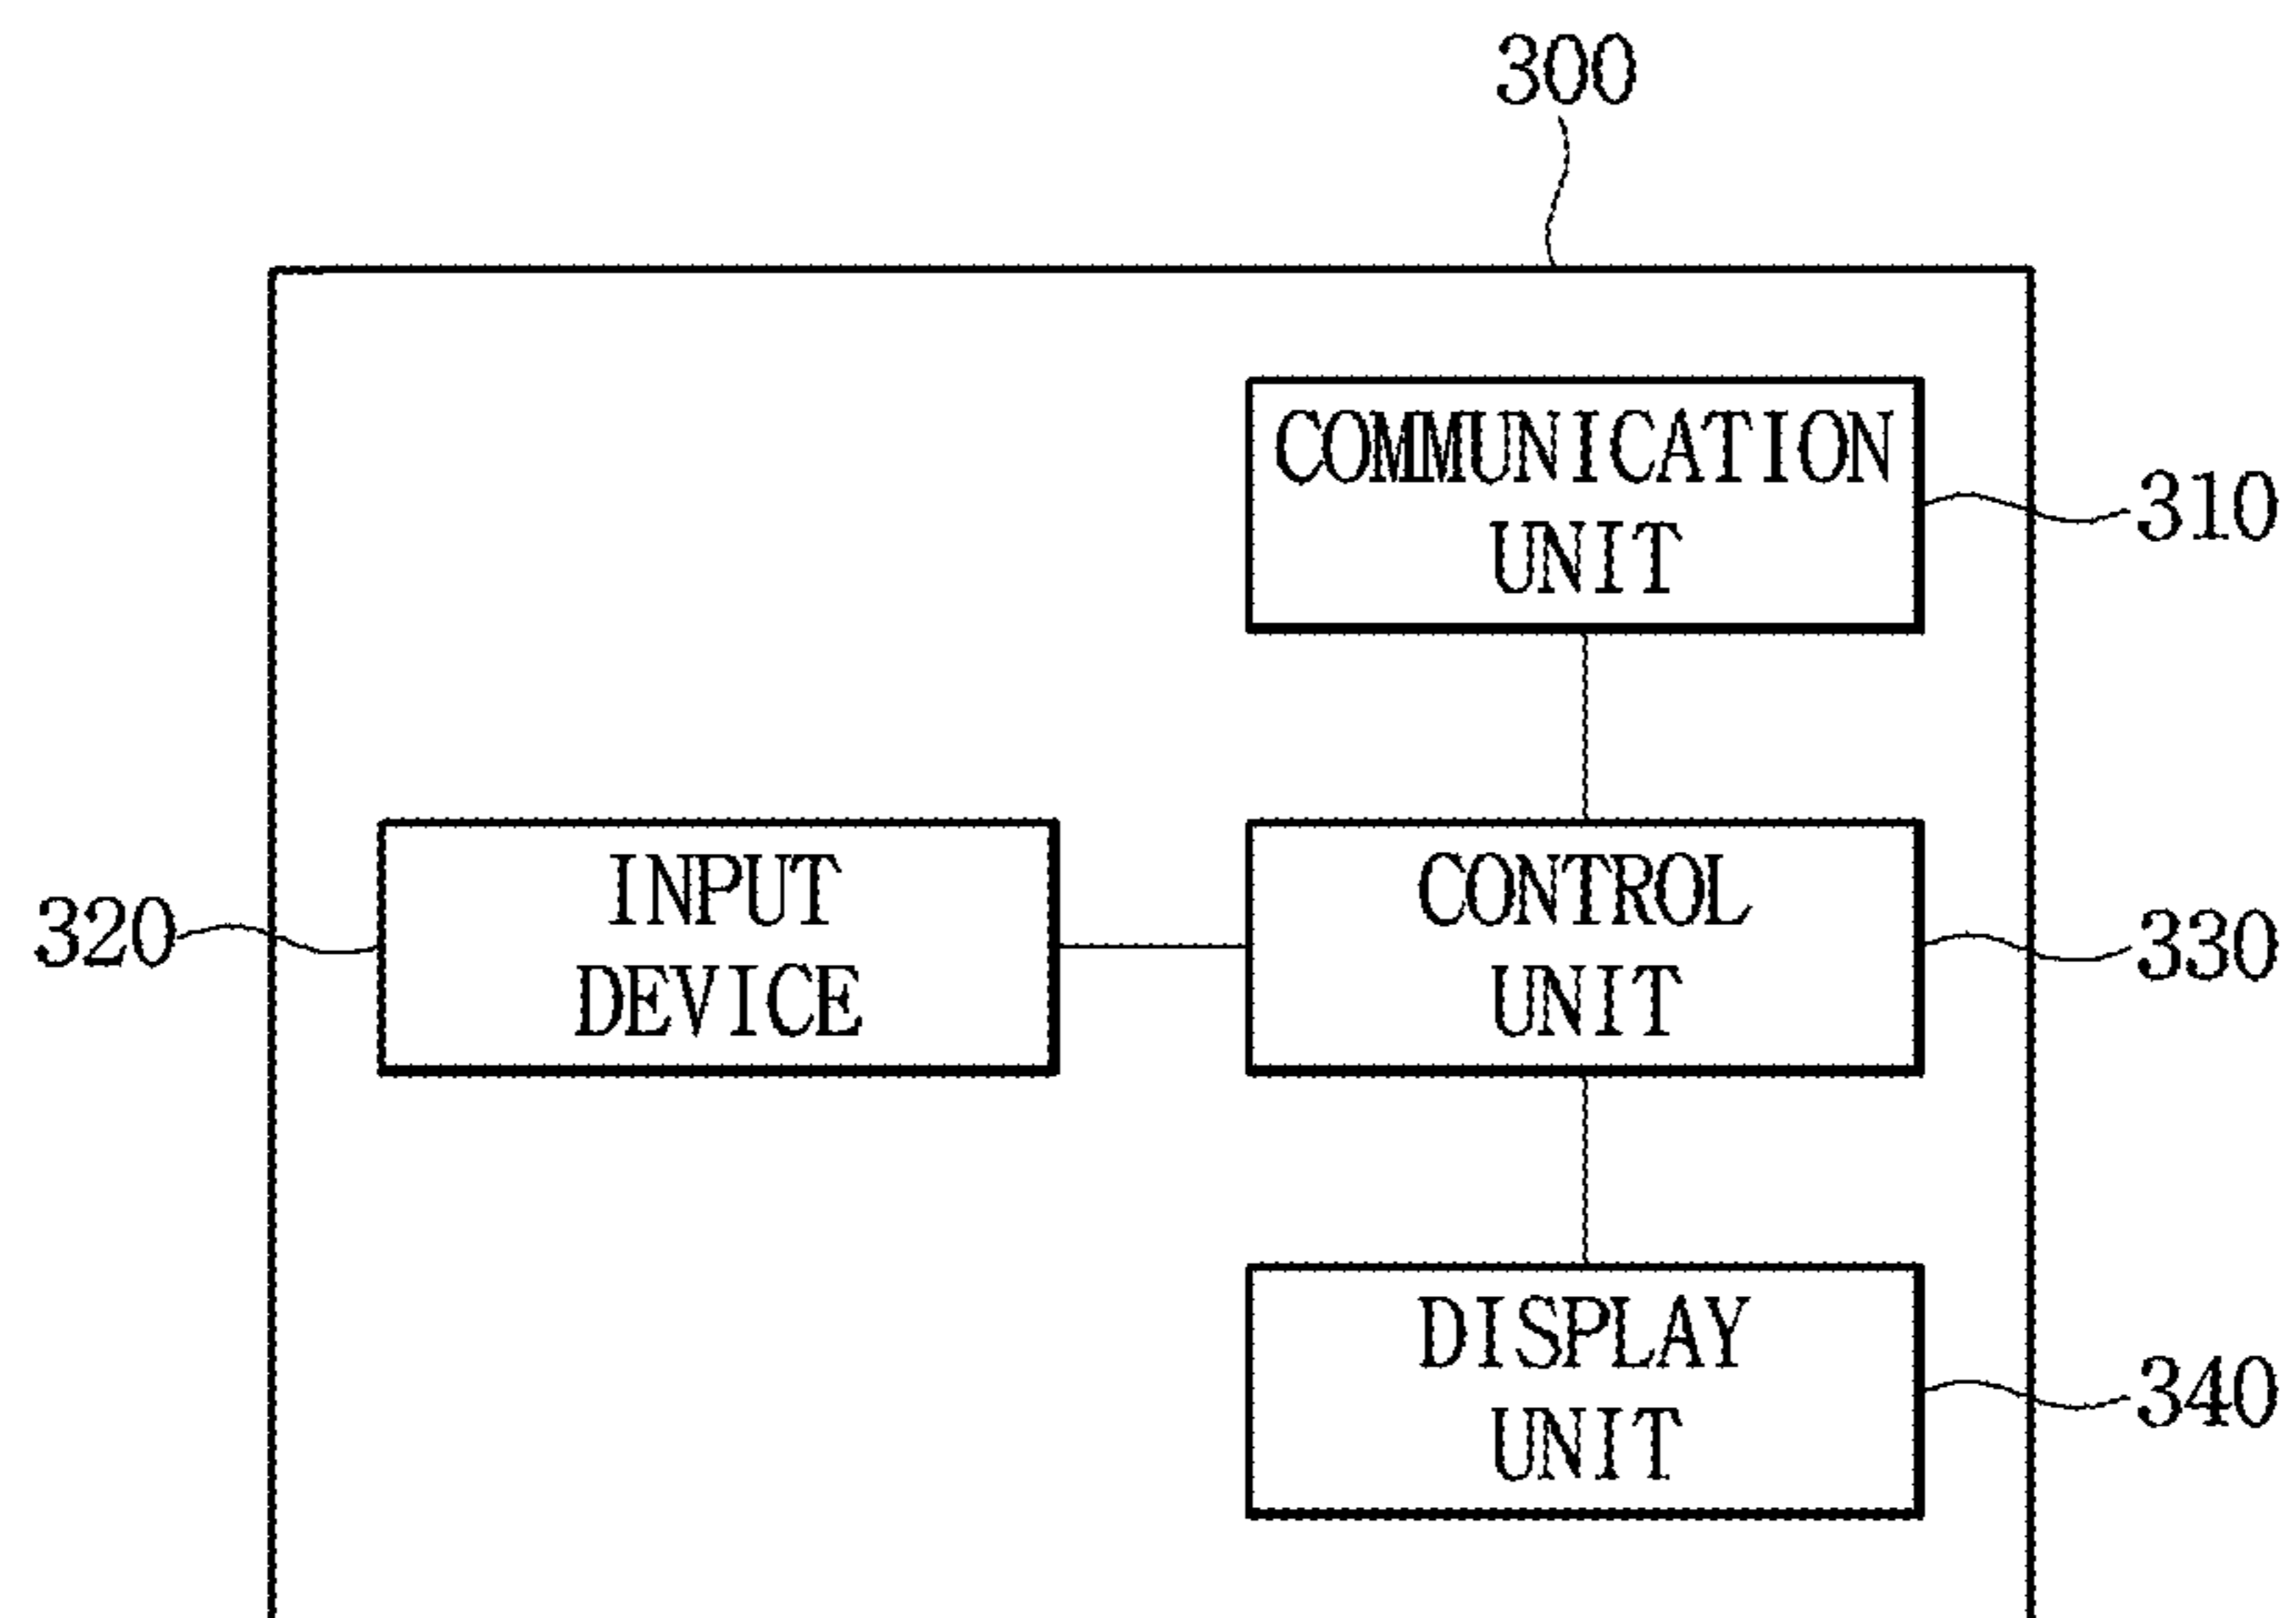 300
COMMUNICATION
UNIT
310
320
INPUT
DEVICE
CONTROL
UNIT
330
DISPLAY
UNIT
340